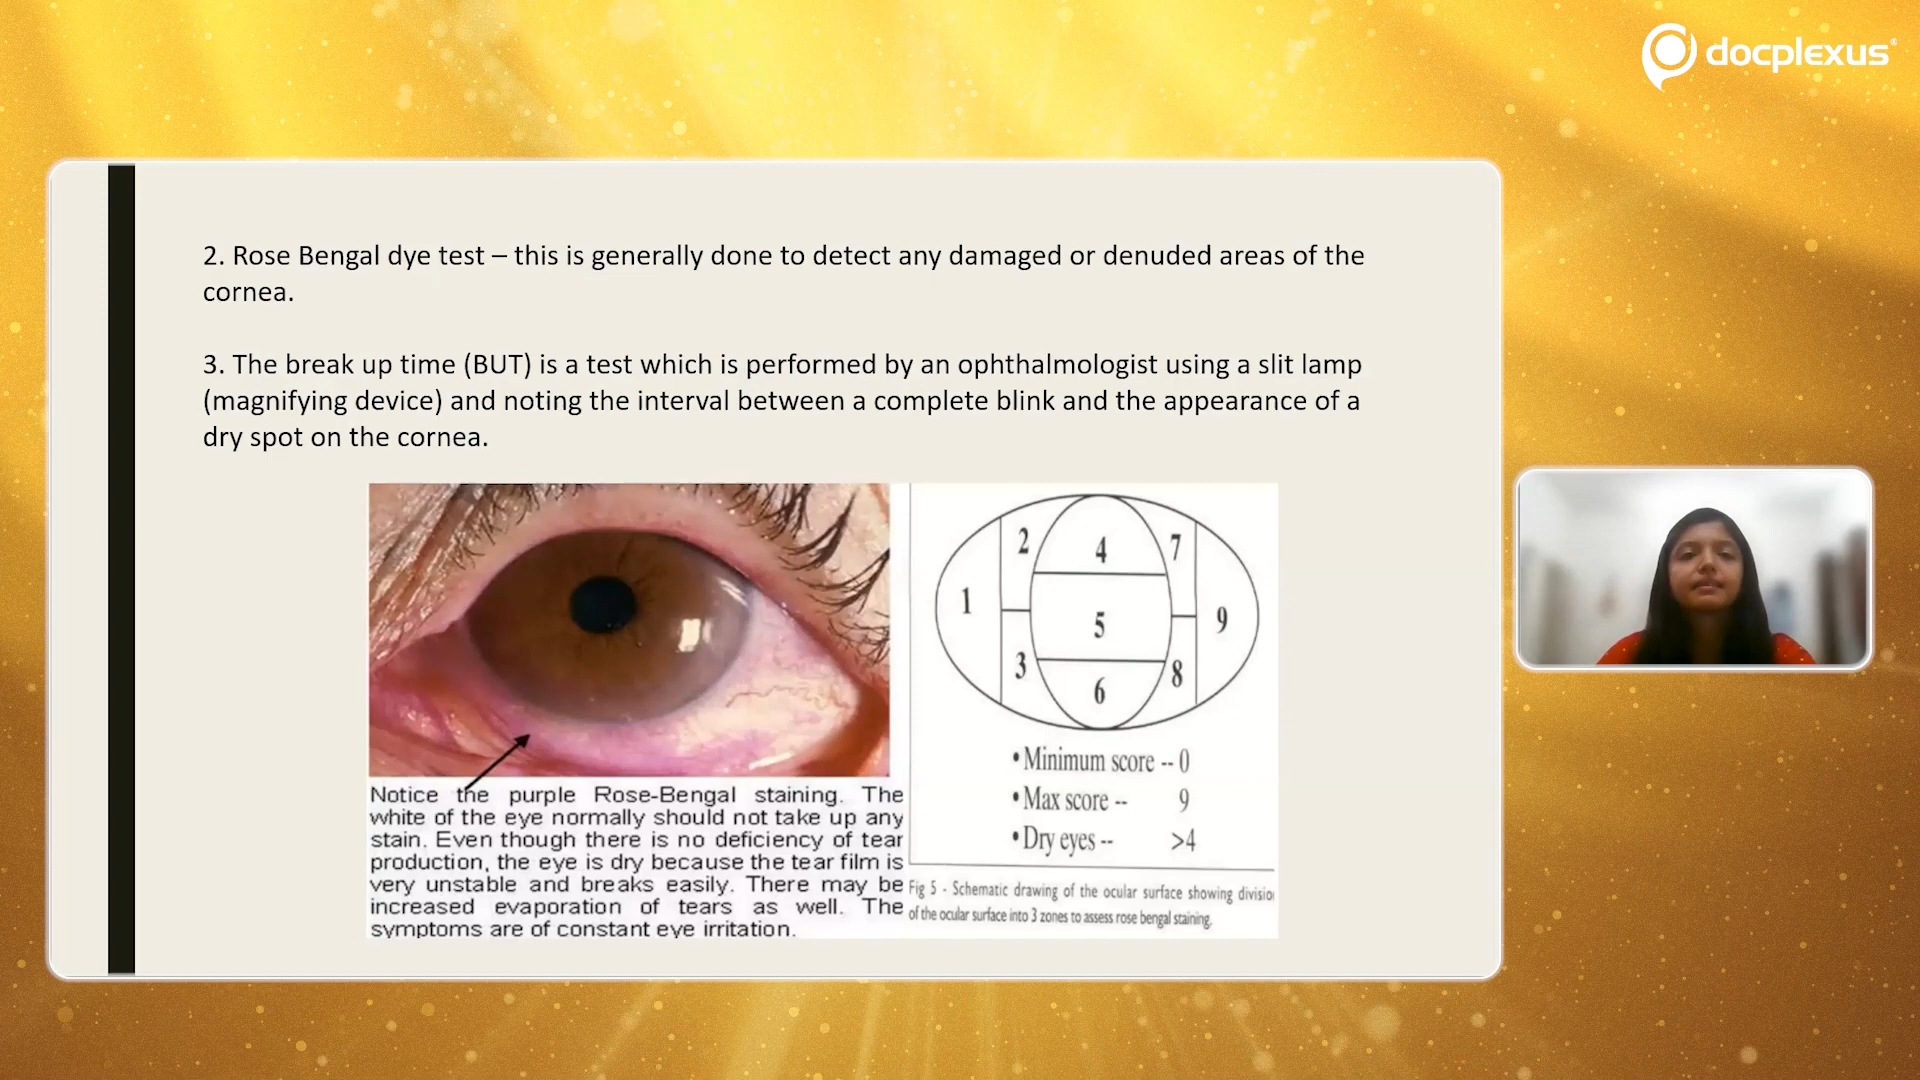 docplexus
2. Rose Bengal dye test – this is generally done to detect any damaged or denuded areas of the
cornea.
3. The break up time (BUT) is a test which is performed by an ophthalmologist using a slit lamp
(magnifying device) and noting the interval between a complete blink and the appearance of a
dry spot on the cornea.
Notice the purple Rose-Bengal staining. The
white of the eye normally should not take up any
stain. Even though there is no deficiency of tear
production, the eye is dry because the tear film is
very unstable and breaks easily. There may be
increased evaporation of tears as well. The
symptoms are of constant eye irritation.
1
2
3
4
5
6
7
8
9
• Minimum score -- 0
• Max score -- 9
• Dry eyes -- >4
Fig 5 - Schematic drawing of the ocular surface showing divisio
of the ocular surface into 3 zones to assess rose bengal staining.